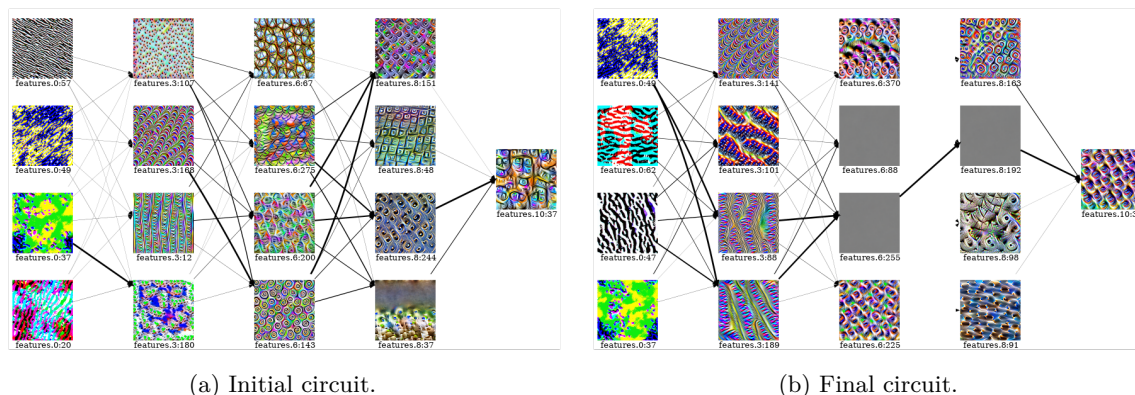 features.0:57 features.3:107 features.6:67 features.8:151
features.0:49 features.3:168 features.6:275 features.8:48
features.10:37
features.0:37 features.3:12 features.6:200 features.8:244
features.0:20 features.3:180 features.6:143 features.8:37
(a) Initial circuit.
features.0:49 features.3:141 features.6:370 features.8:163
features.0:62 features.3:101 features.6:88 features.8:192
features.10:3
features.0:47 features.3:88 features.6:255 features.8:98
features.0:37 features.3:189 features.6:225 features.8:91
(b) Final circuit.